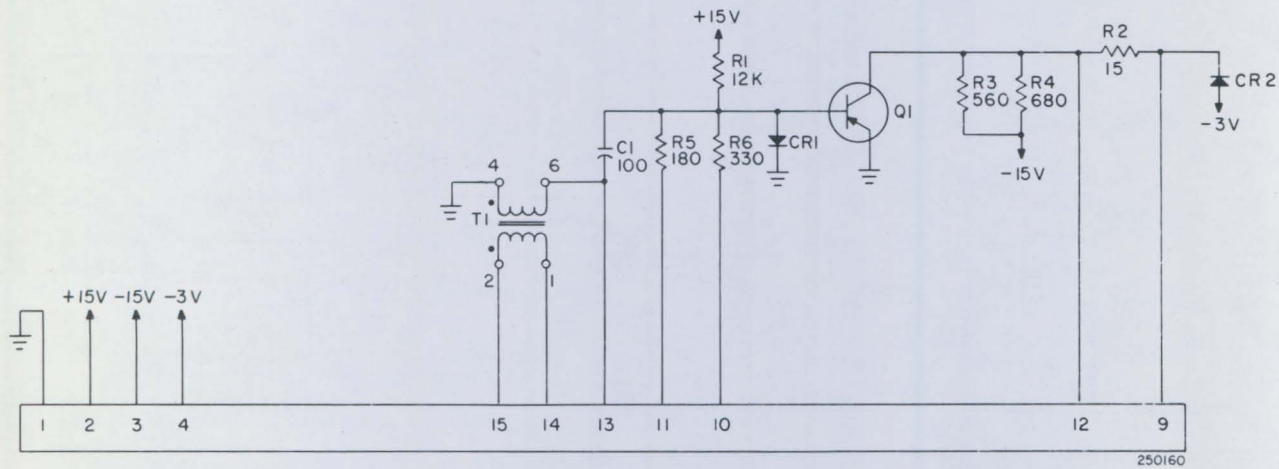 +15V
R1
12K
R2
15
CR2
-3V
R3
560
R4
680
-15V
Q1
C1
100
R5
180
R6
330
CR1
4 6
T1
2 1
+15V -15V -3V
1 2 3 4 15 14 13 11 10 12 9
250160